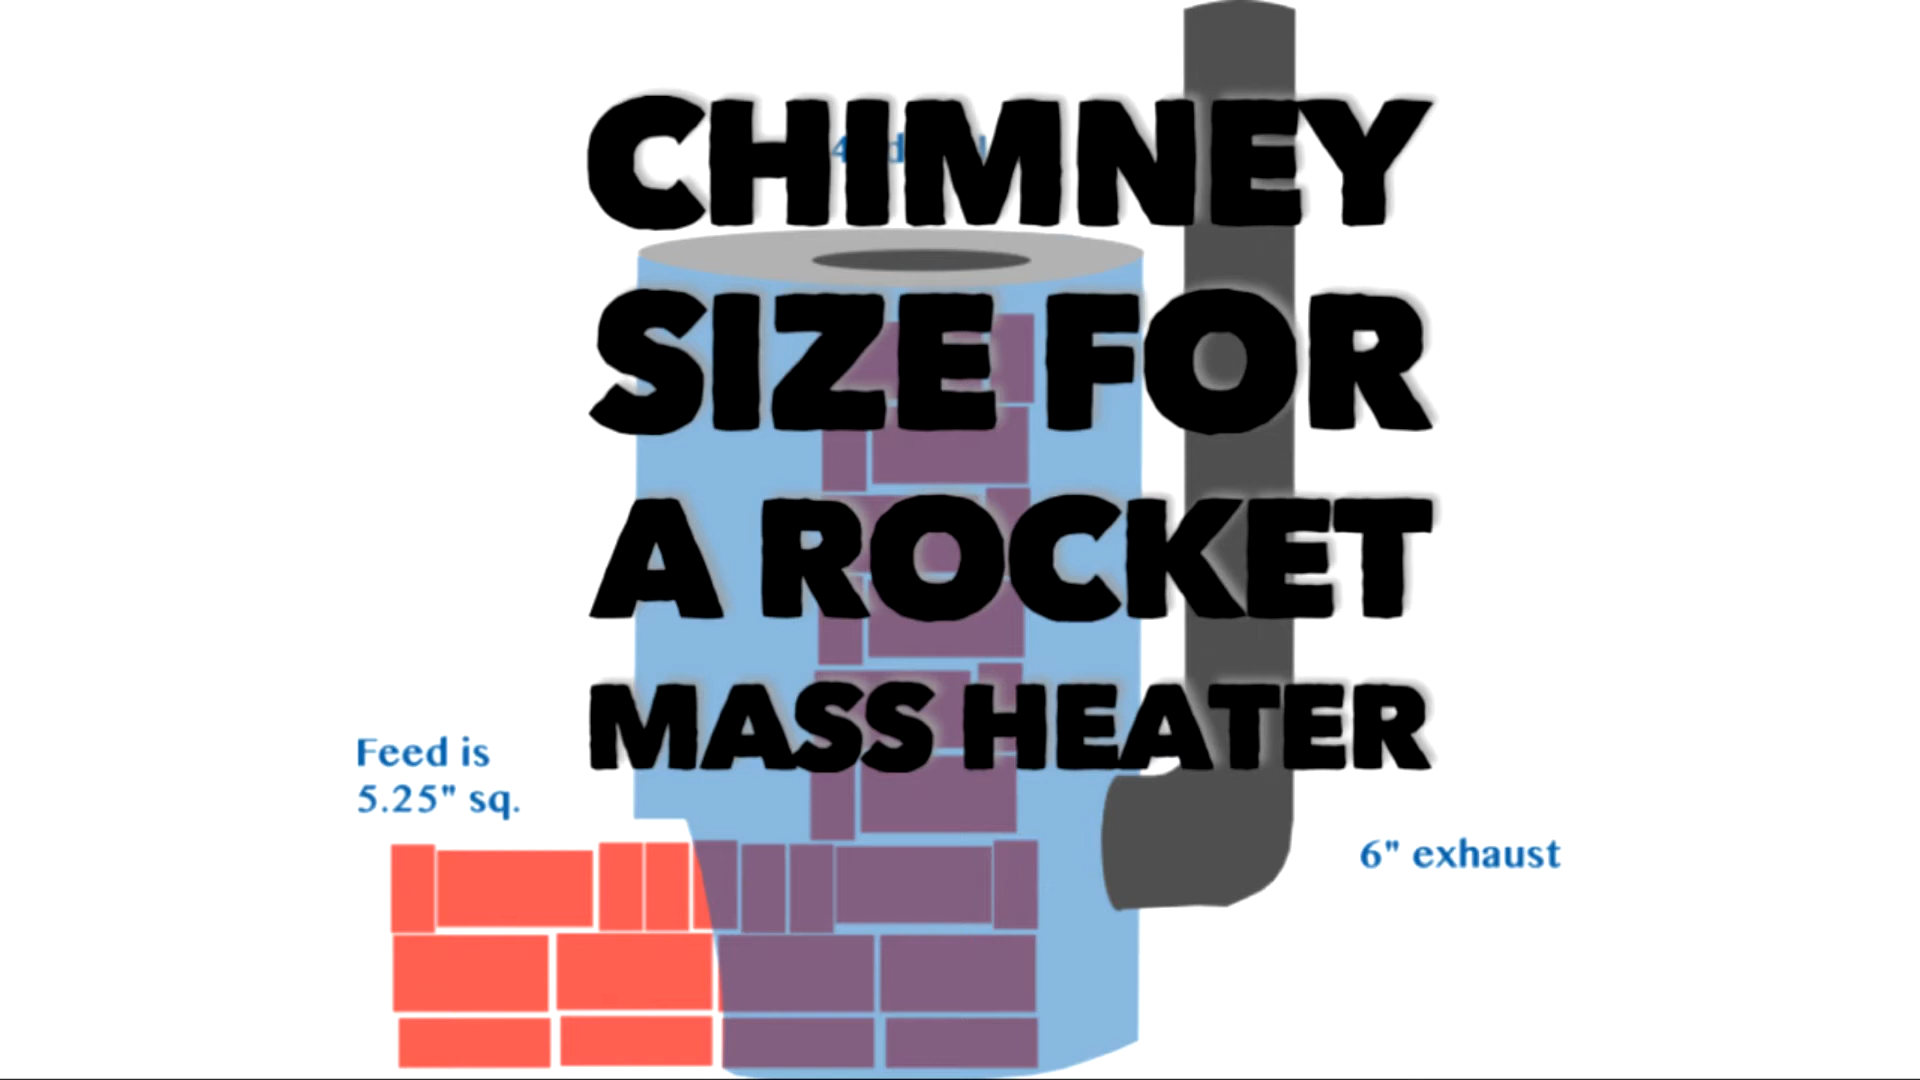 CHIMNEY
SIZE FOR
A ROCKET
MASS HEATER
Feed is
5.25" sq.
6" exhaust